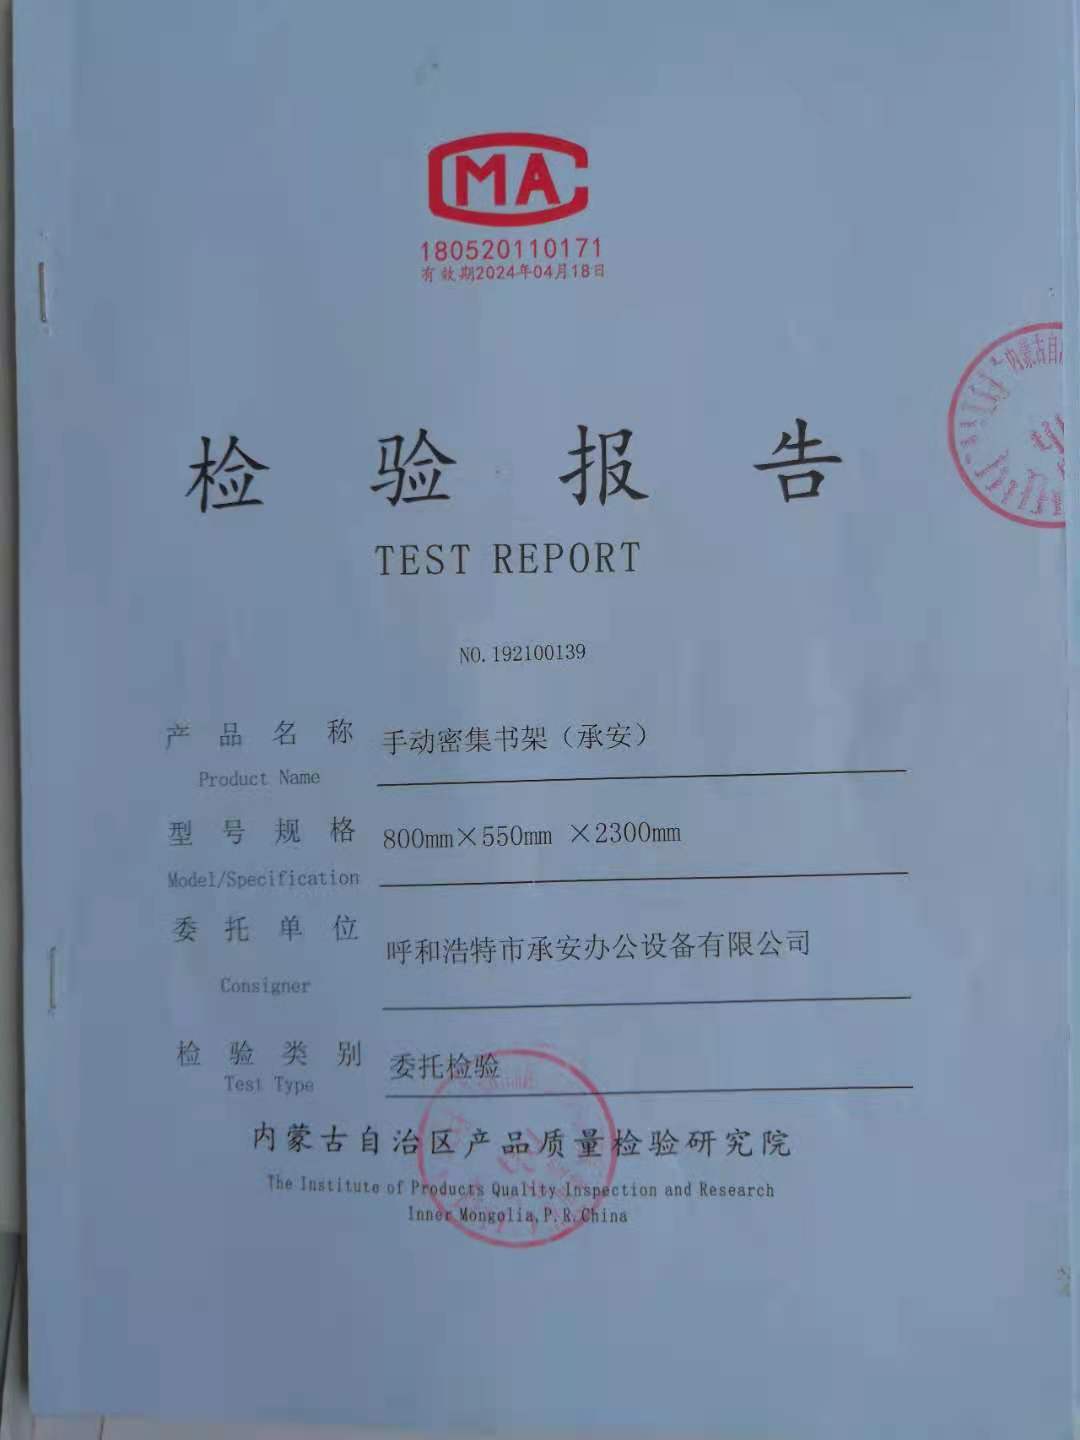 CMA
180520110171
有效期2024年04月18日
内蒙古自
检验报告
TEST REPORT
NO.192100139
产品名称 手动密集书架（承安）
Product Name
型号规格 800mm×550mm ×2300mm
Model/Specification
委托单位 呼和浩特市承安办公设备有限公司
Consigner
检验类别 委托检验
Test Type
内蒙古自治区产品质量检验研究院
The Institute of Products Quality Inspection and Research
Inner Mongolia,P.R.China